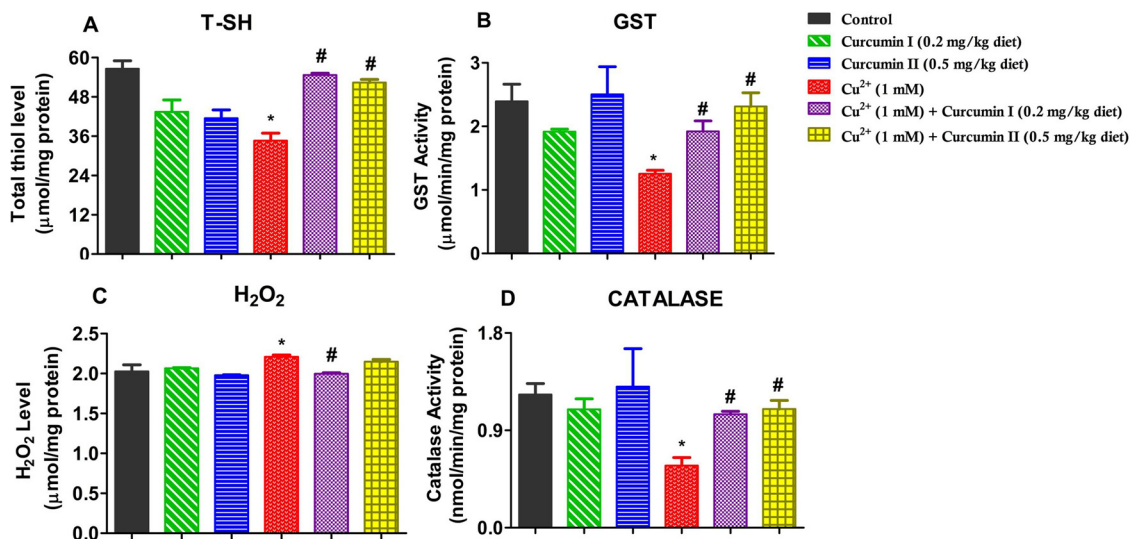 A
T-SH
Total thiol level
(μmol/mg protein)
60
48
36
24
12
0
*
#
#
B
GST
GST Activity
(μmol/min/mg protein)
3
2
1
0
*
#
#
Control
Curcumin I (0.2 mg/kg diet)
Curcumin II (0.5 mg/kg diet)
Cu²⁺ (1 mM)
Cu²⁺ (1 mM) + Curcumin I (0.2 mg/kg diet)
Cu²⁺ (1 mM) + Curcumin II (0.5 mg/kg diet)
C
H₂O₂
H₂O₂ Level
(μmol/mg protein)
2.5
2.0
1.5
1.0
0.5
0.0
*
#
D
CATALASE
Catalase Activity
(nmol/min/mg protein)
1.8
0.9
0.0
*
#
#